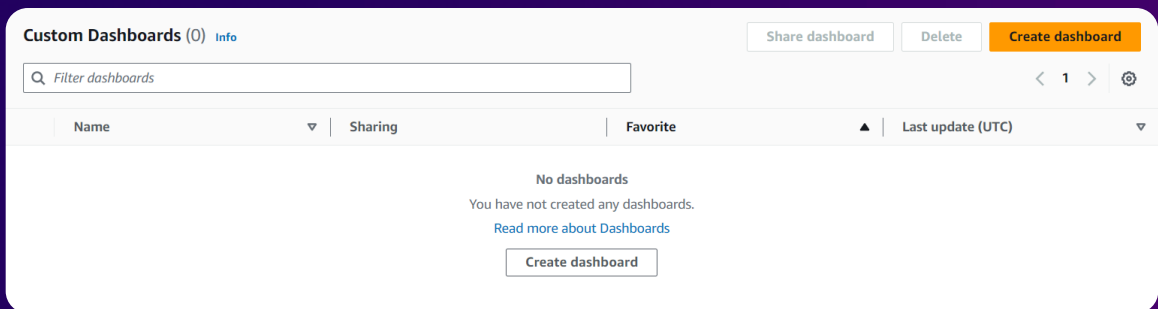 Custom Dashboards (0) Info
Share dashboard
Delete
Create dashboard
Filter dashboards
1
Name
Sharing
Favorite
Last update (UTC)
No dashboards
You have not created any dashboards.
Read more about Dashboards
Create dashboard